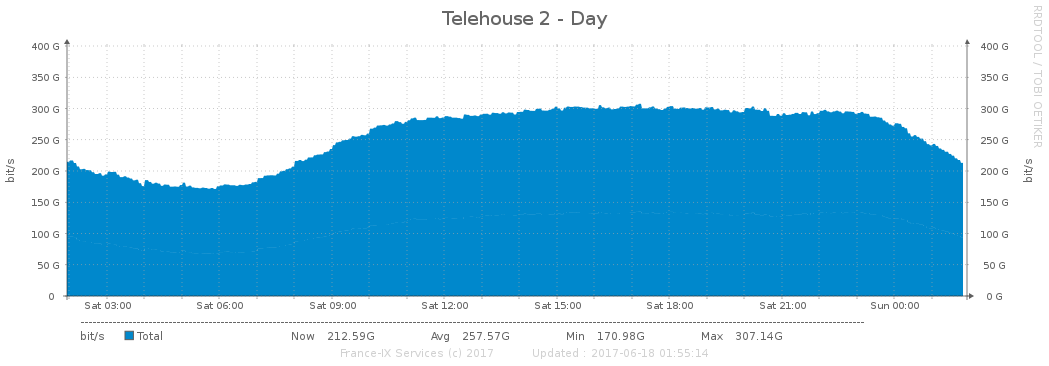 Telehouse 2 - Day
RRDTOOL / TOBI OETIKER
400 G 400 G
350 G 350 G
300 G 300 G
250 G 250 G
200 G 200 G
150 G 150 G
100 G 100 G
50 G 50 G
0 0 G
bit/s
bit/s
Sat 03:00 Sat 06:00 Sat 09:00 Sat 12:00 Sat 15:00 Sat 18:00 Sat 21:00 Sun 00:00
bit/s Total Now 212.59G Avg 257.57G Min 170.98G Max 307.14G
France-IX Services (c) 2017 Updated : 2017-06-18 01:55:14